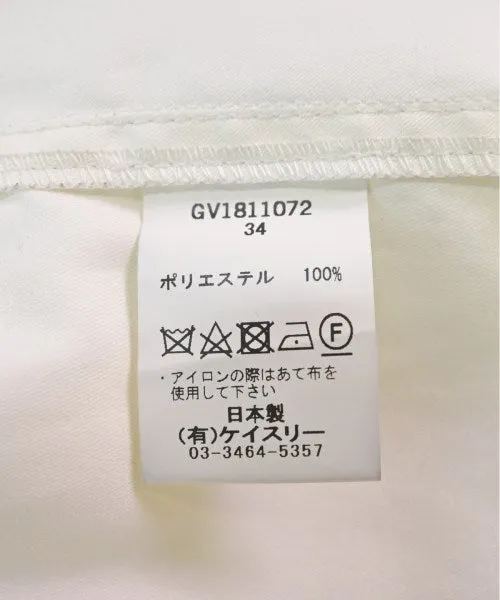 GV1811072
34
ポリエステル 100%
F
・アイロンの際はあて布を
使用して下さい
日本製
(有)ケイスリー
03-3464-5357